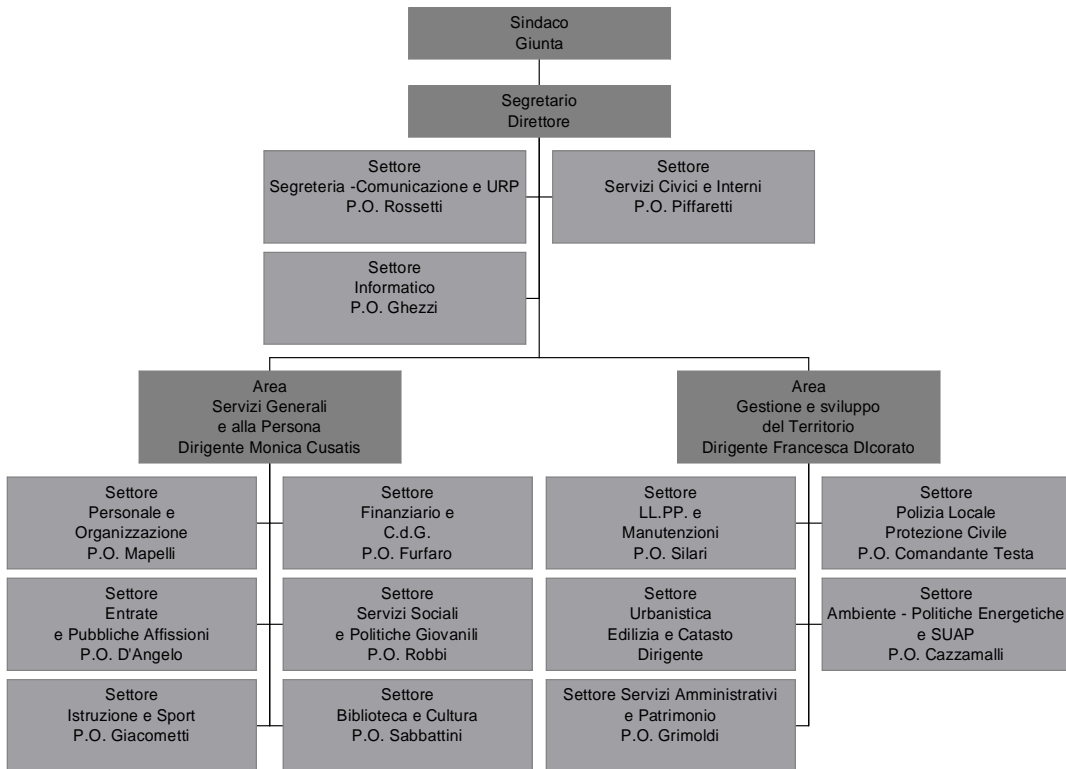 Sindaco
Giunta
Segretario
Direttore
Settore
Segreteria -Comunicazione e URP
P.O. Rossetti
Settore
Servizi Civici e Interni
P.O. Piffaretti
Settore
Informatico
P.O. Ghezzi
Area
Servizi Generali
e alla Persona
Dirigente Monica Cusatis
Area
Gestione e sviluppo
del Territorio
Dirigente Francesca DIcorato
Settore
Personale e
Organizzazione
P.O. Mapelli
Settore
Finanziario e
C.d.G.
P.O. Furfaro
Settore
LL.PP. e
Manutenzioni
P.O. Silari
Settore
Polizia Locale
Protezione Civile
P.O. Comandante Testa
Settore
Entrate
e Pubbliche Affissioni
P.O. D'Angelo
Settore
Servizi Sociali
e Politiche Giovanili
P.O. Robbi
Settore
Urbanistica
Edilizia e Catasto
Dirigente
Settore
Ambiente - Politiche Energetiche
e SUAP
P.O. Cazzamalli
Settore
Istruzione e Sport
P.O. Giacometti
Settore
Biblioteca e Cultura
P.O. Sabbattini
Settore Servizi Amministrativi
e Patrimonio
P.O. Grimoldi